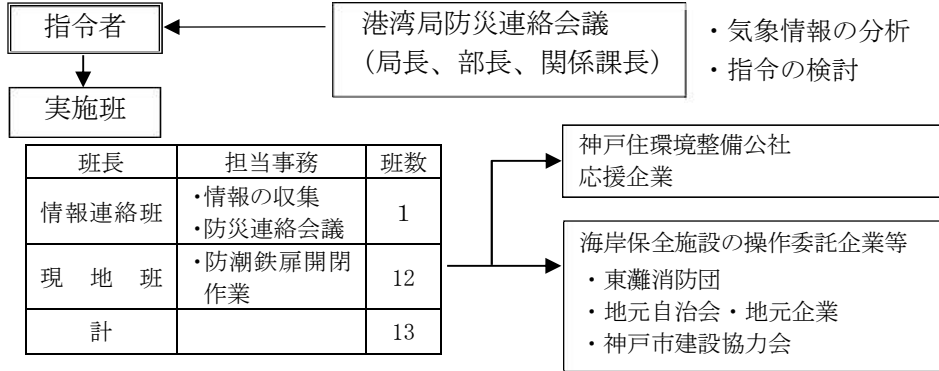 指令者
港湾局防災連絡会議
(局長、部長、関係課長)
・気象情報の分析
・指令の検討
実施班
班長 担当事務 班数
情報連絡班 ・情報の収集 1
・防災連絡会議
現地班 ・防潮鉄扉開閉 12
作業
計 13
神戸住環境整備公社
応援企業
海岸保全施設の操作委託企業等
・東灘消防団
・地元自治会・地元企業
・神戸市建設協力会